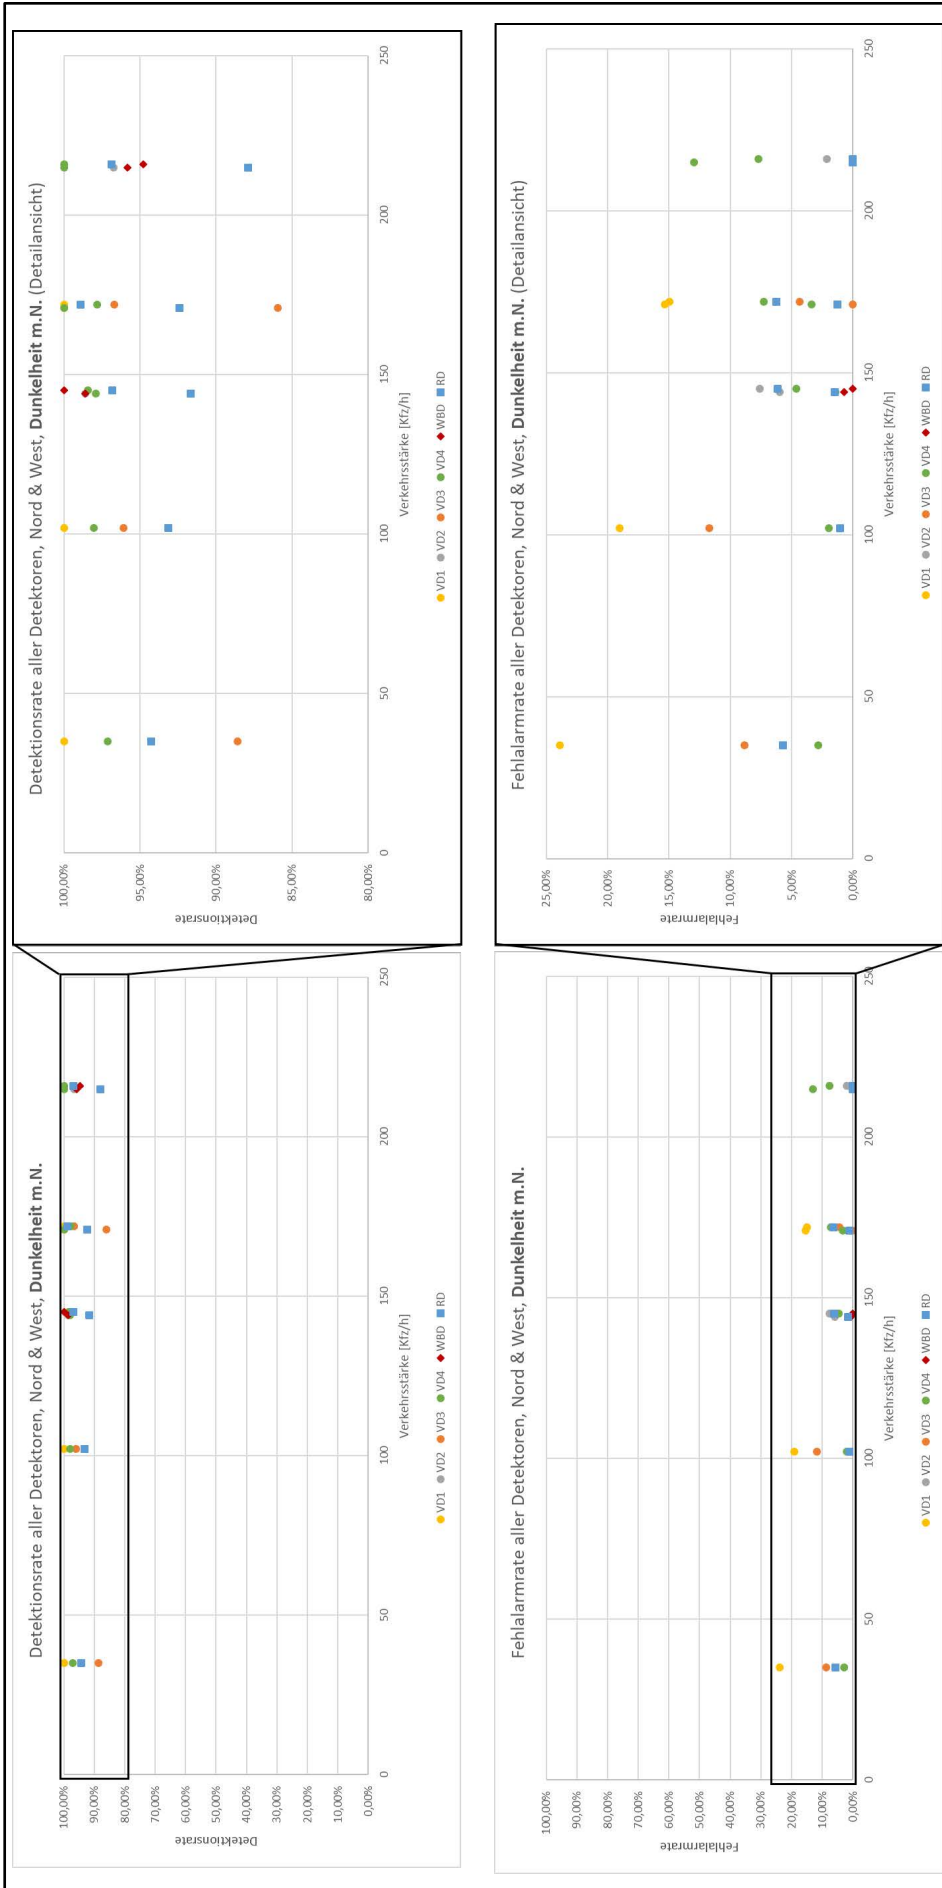 Detektionsrate aller Detektoren, Nord & West, Dunkelheit m.N.
Detektionsrate
100,00%
90,00%
80,00%
70,00%
60,00%
50,00%
40,00%
30,00%
20,00%
10,00%
0,00%
0 50 100 150 200 250
Verkehrsstärke [Kfz/h]
VD1 VD2 VD3 VD4 WBD RD
Detektionsrate aller Detektoren, Nord & West, Dunkelheit m.N. (Detailansicht)
Detektionsrate
100,00%
95,00%
90,00%
85,00%
80,00%
0 50 100 150 200 250
Verkehrsstärke [Kfz/h]
VD1 VD2 VD3 VD4 WBD RD
Fehlalarmrate aller Detektoren, Nord & West, Dunkelheit m.N.
Fehlalarmrate
100,00%
90,00%
80,00%
70,00%
60,00%
50,00%
40,00%
30,00%
20,00%
10,00%
0,00%
0 50 100 150 200 250
Verkehrsstärke [Kfz/h]
VD1 VD2 VD3 VD4 WBD RD
Fehlalarmrate aller Detektoren, Nord & West, Dunkelheit m.N. (Detailansicht)
Fehlalarmrate
25,00%
20,00%
15,00%
10,00%
5,00%
0,00%
0 50 100 150 200 250
Verkehrsstärke [Kfz/h]
VD1 VD2 VD3 VD4 WBD RD